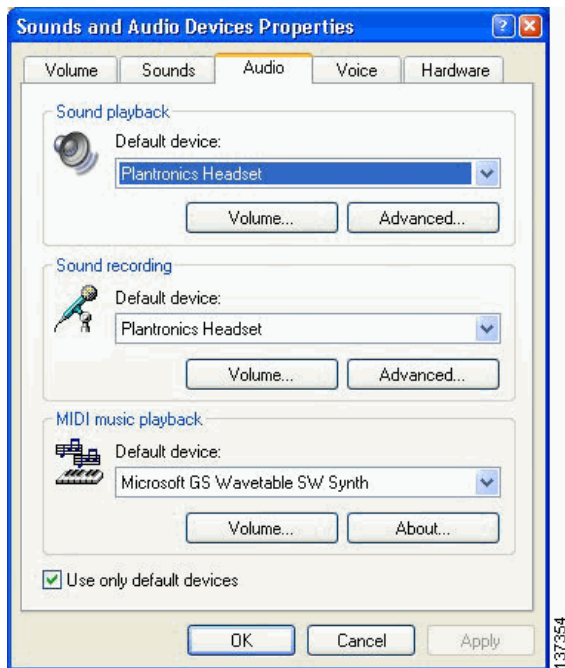 Sounds and Audio Devices Properties
Volume Sounds Audio Voice Hardware
Sound playback
Default device:
Plantronics Headset
Volume... Advanced...
Sound recording
Default device:
Plantronics Headset
Volume... Advanced...
MIDI music playback
Default device:
Microsoft GS Wavetable SW Synth
Volume... About...
Use only default devices
OK Cancel Apply
137354